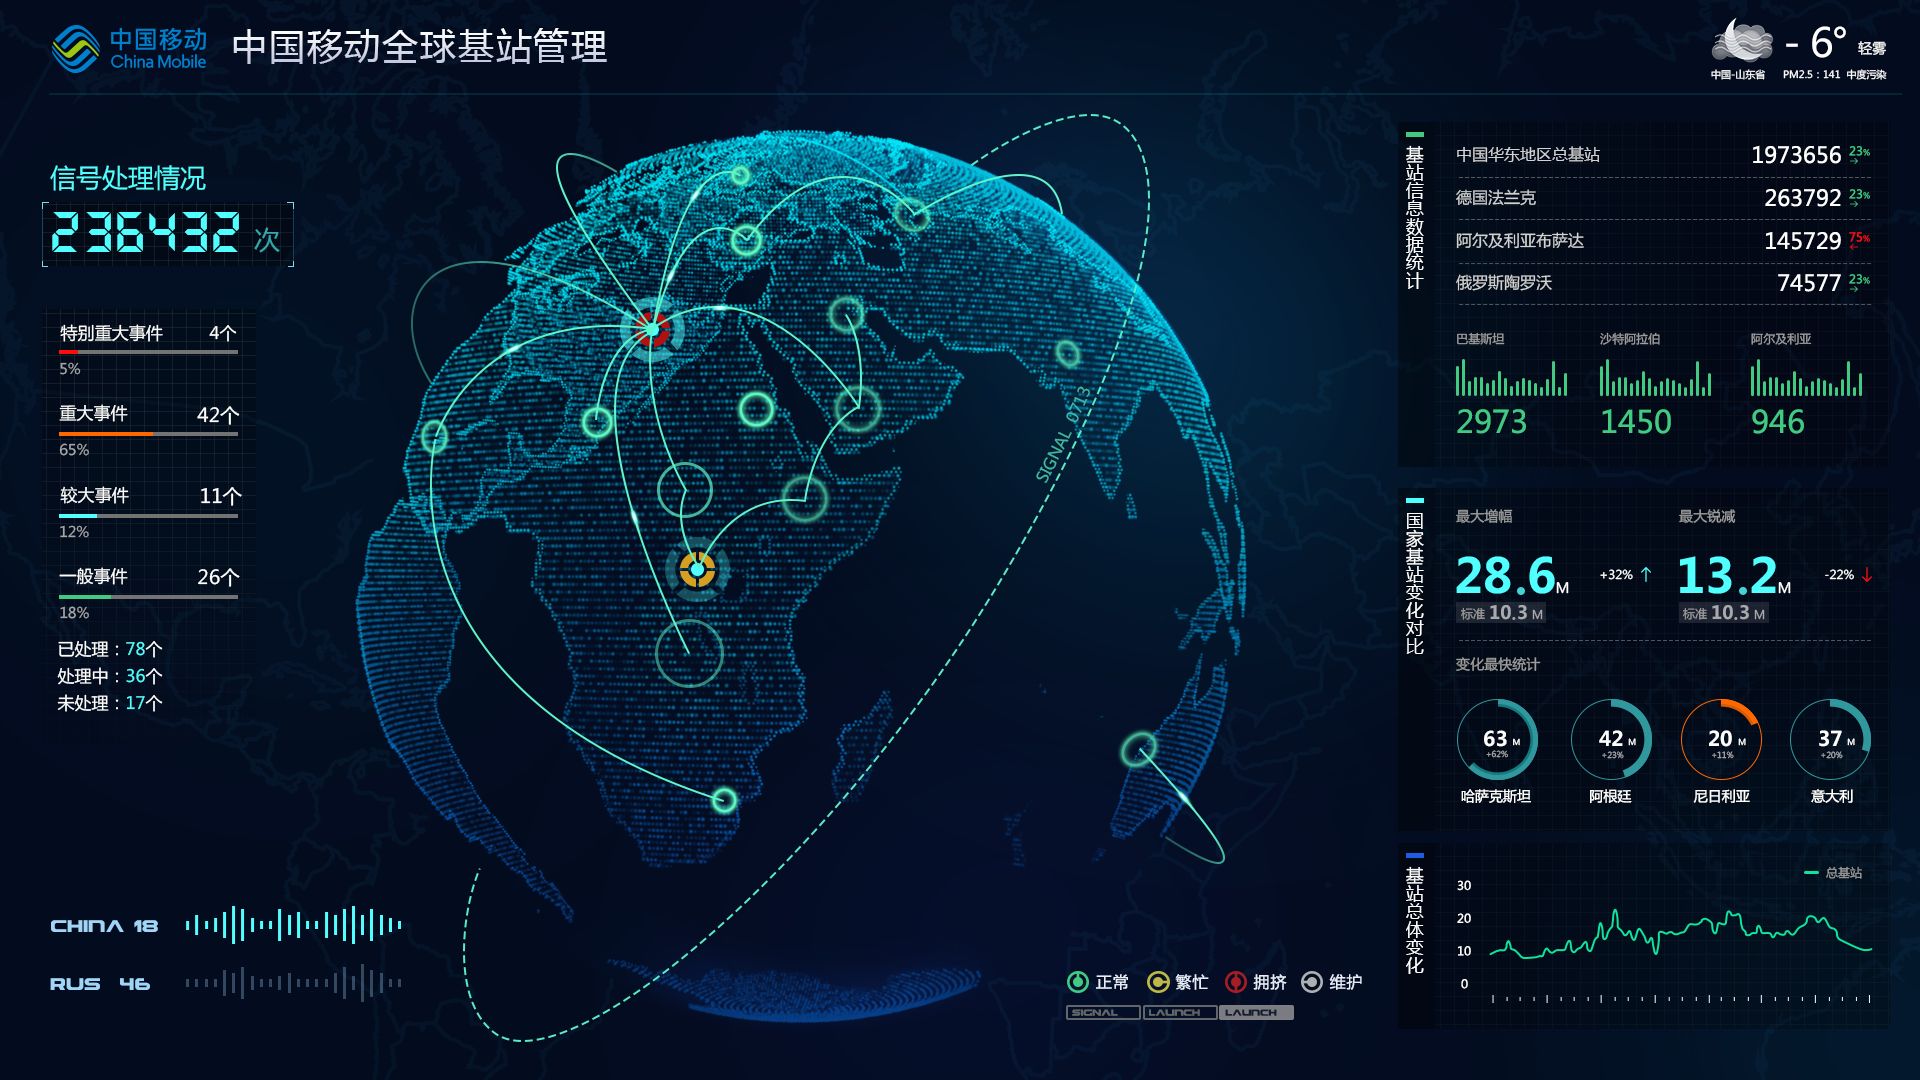 中国移动
China Mobile
中国移动全球基站管理
- 6° 轻雾
中国-山东省 PM2.5：141 中度污染
信号处理情况
236432 次
特别重大事件 4个
5%
重大事件 42个
65%
较大事件 11个
12%
一般事件 26个
18%
已处理：78个
处理中：36个
未处理：17个
CHINA 18
RUS 46
SIGNAL_0713
正常 繁忙 拥挤 维护
SIGNAL LAUNCH LAUNCH
基站信息数据统计
中国华东地区总基站 1973656 23%
德国法兰克 263792 23%
阿尔及利亚布萨达 145729 75%
俄罗斯陶罗沃 74577 23%
巴基斯坦 沙特阿拉伯 阿尔及利亚
2973 1450 946
国家基站变化对比
最大增幅 最大锐减
28.6M +32% ↑ 13.2M -22% ↓
标准 10.3 M 标准 10.3 M
变化最快统计
63 M 42 M 20 M 37 M
+62% +23% +11% +20%
哈萨克斯坦 阿根廷 尼日利亚 意大利
基站总体变化
总基站
30
20
10
0